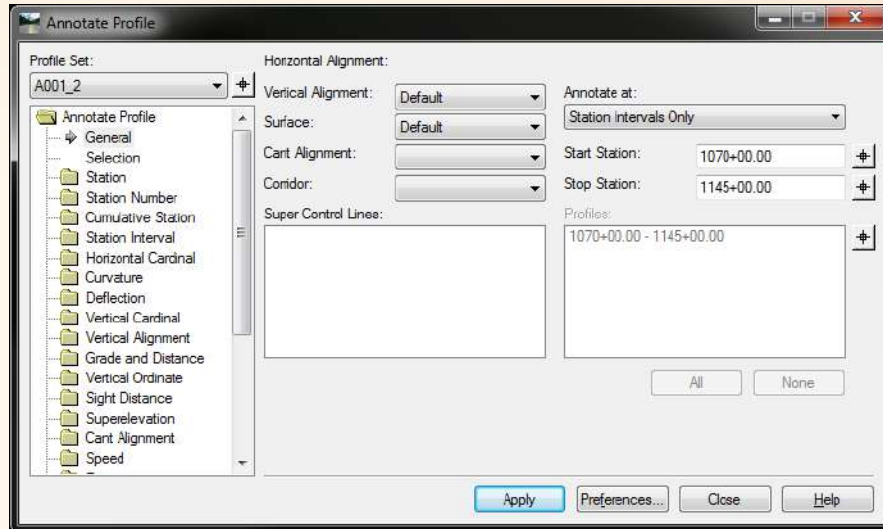 Annotate Profile
Profile Set:
A001_2
Annotate Profile
General
Selection
Station
Station Number
Cumulative Station
Station Interval
Horizontal Cardinal
Curvature
Deflection
Vertical Cardinal
Vertical Alignment
Grade and Distance
Vertical Ordinate
Sight Distance
Superelevation
Cant Alignment
Speed
Horizontal Alignment:
Vertical Alignment: Default
Surface: Default
Cant Alignment:
Corridor:
Super Control Lines:
Annotate at:
Station Intervals Only
Start Station: 1070+00.00
Stop Station: 1145+00.00
Profiles:
1070+00.00 - 1145+00.00
All None
Apply Preferences... Close Help